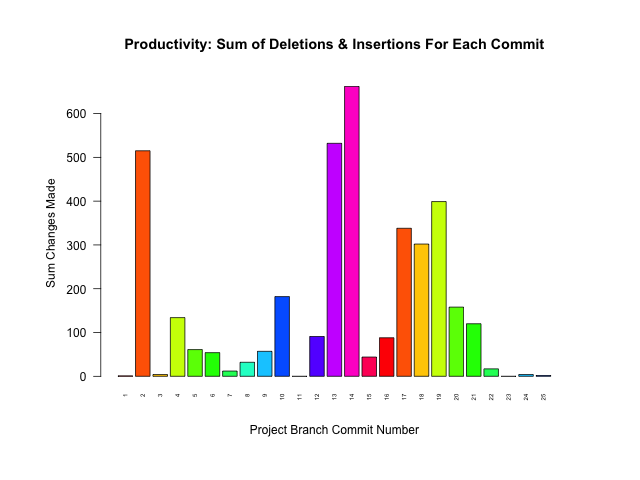 Productivity: Sum of Deletions & Insertions For Each Commit
Sum Changes Made
600
500
400
300
200
100
0
1 2 3 4 5 6 7 8 9 10 11 12 13 14 15 16 17 18 19 20 21 22 23 24 25
Project Branch Commit Number